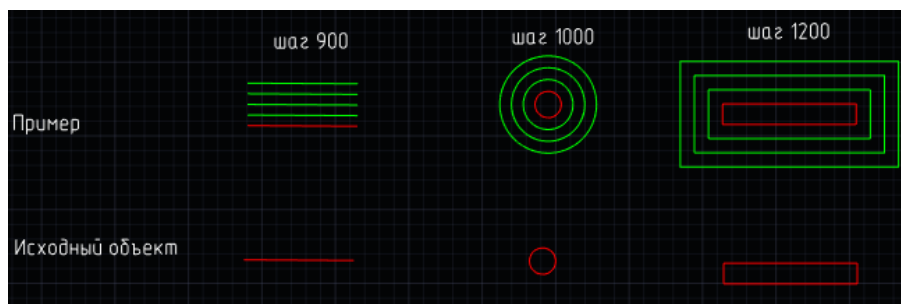 шаг 900
шаг 1000
шаг 1200
Пример
Исходный объект